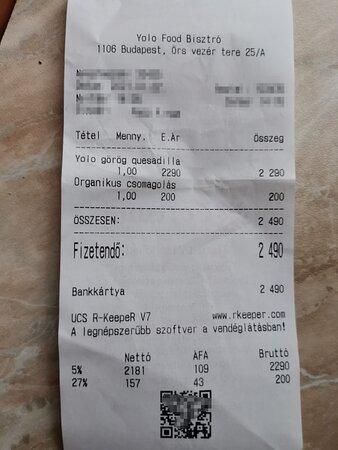 Yolo Food Bisztró
1106 Budapest, Örs vezér tere 25/A
Tétel Menny. E.Ár Összeg
Yolo görög quesadilla
1,00 2290 2 290
Organikus csomagolás
1,00 200 200
ÖSSZESEN: 2 490
Fizetendő: 2 490
Bankkártya 2 490
UCS R-KeepeR V7 www.rkeeper.com
A legnépszerűbb szoftver a vendéglátásban!
Nettó ÁFA Bruttó
5% 2181 109 2290
27% 157 43 200